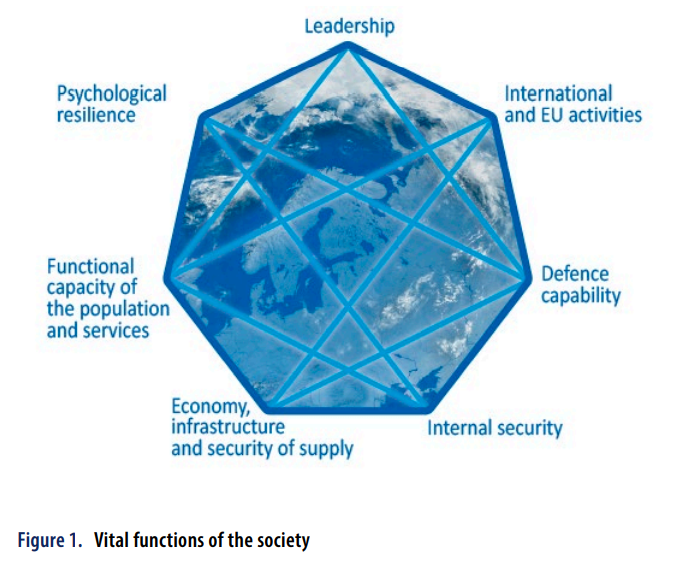 Leadership
Psychological
resilience
International
and EU activities
Functional
capacity of
the population
and services
Defence
capability
Economy,
infrastructure
and security of supply
Internal security
Figure 1. Vital functions of the society